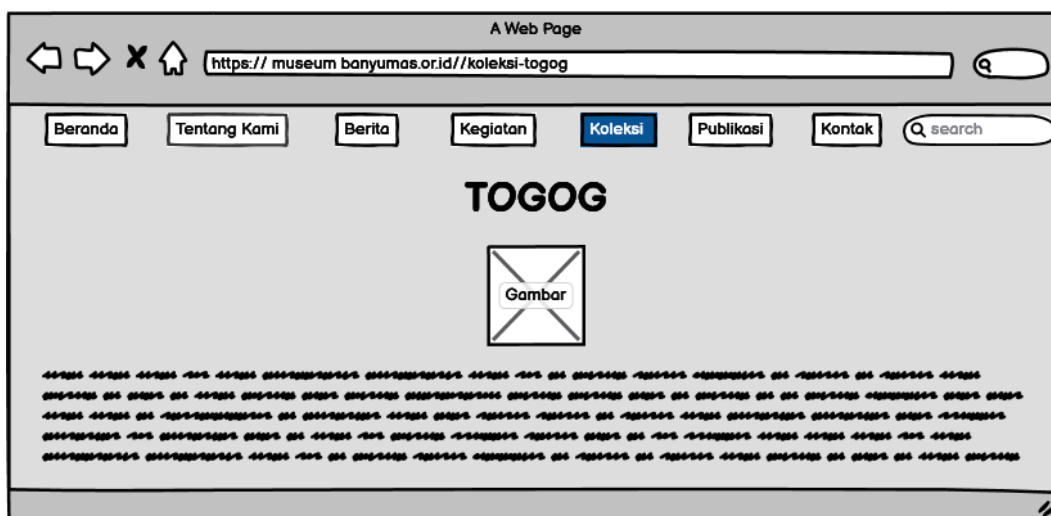 A Web Page
https:// museum banyumas.or.id//koleksi-togog
Beranda Tentang Kami Berita Kegiatan Koleksi Publikasi Kontak search
TOGOG
Gambar